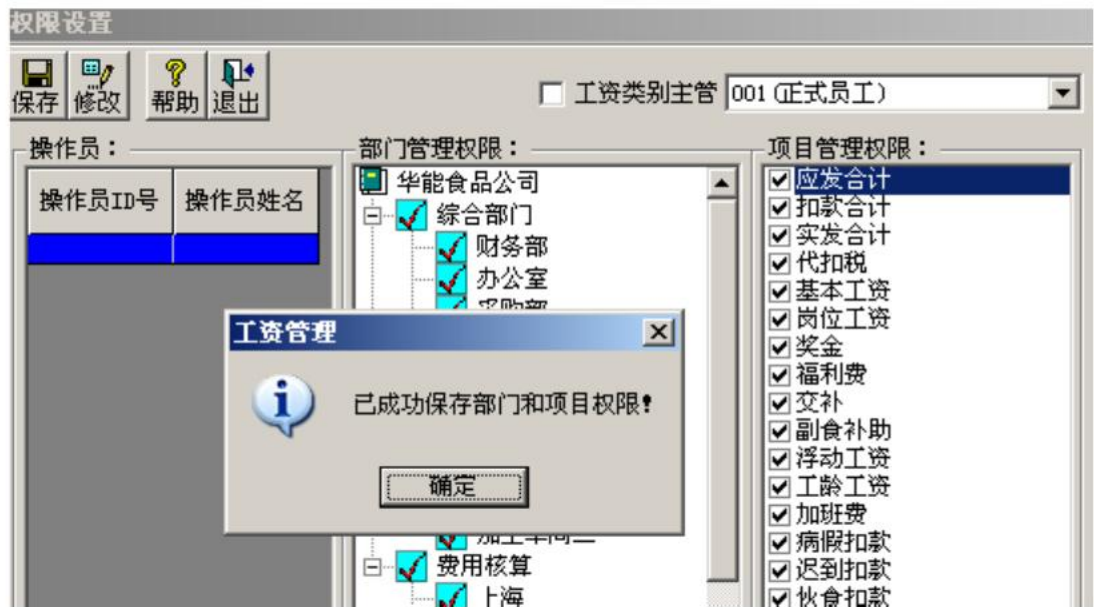 权限设置
保存 修改 帮助 退出
工资类别主管 001 (正式员工)
操作员：
操作员ID号 操作员姓名
部门管理权限：
华能食品公司
综合部门
财务部
办公室
采购部
费用核算
上海
工资管理
已成功保存部门和项目权限！
确定
项目管理权限：
应发合计
扣款合计
实发合计
代扣税
基本工资
岗位工资
奖金
福利费
交补
副食补助
浮动工资
工龄工资
加班费
病假扣款
迟到扣款
伙食扣款